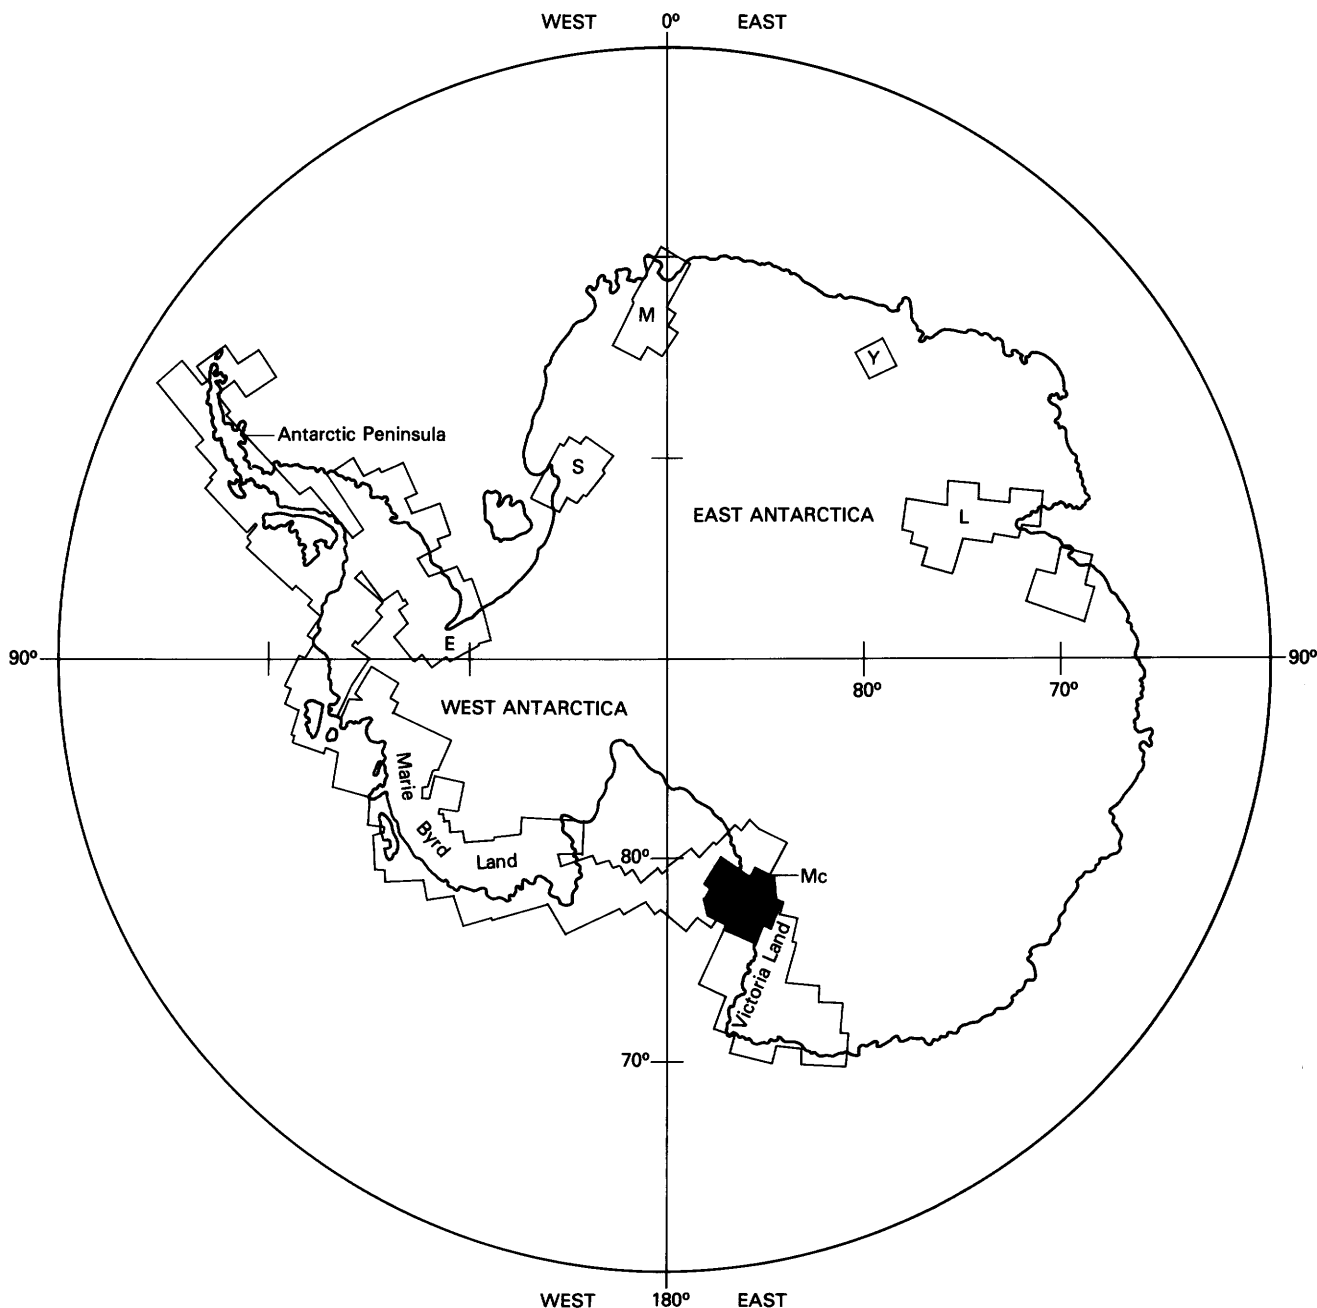 WEST 0º EAST
M
Y
Antarctic Peninsula
S
EAST ANTARCTICA
L
E
90º
90º
80º
70º
WEST ANTARCTICA
Marie
Byrd
Land
80º
Mc
Victoria Land
70º
WEST 180º EAST